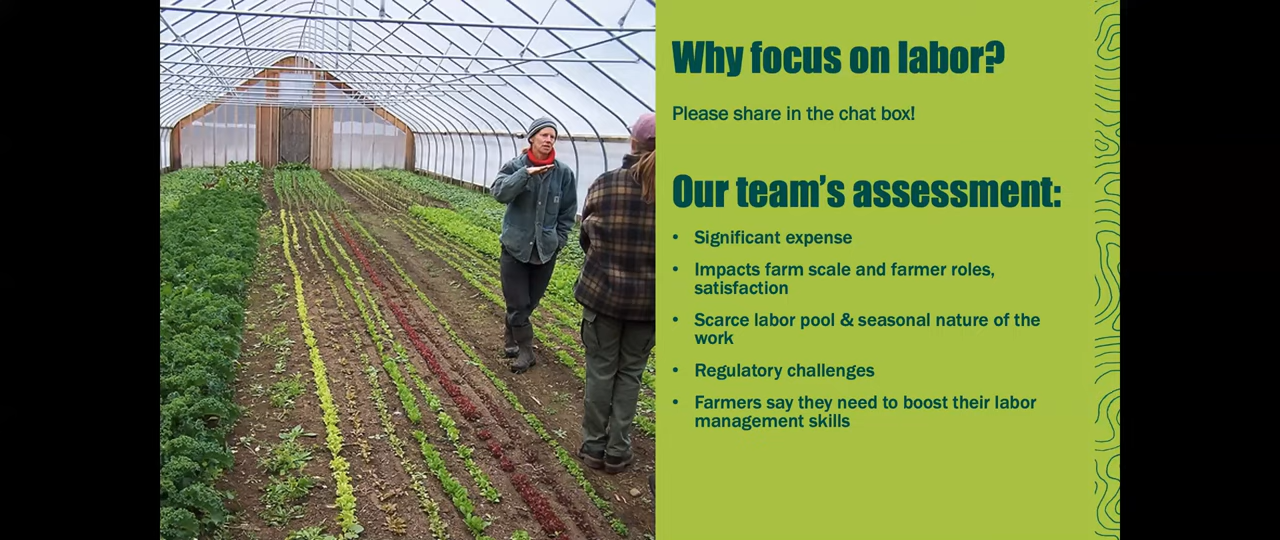 Why focus on labor?
Please share in the chat box!
Our team's assessment:
• Significant expense
• Impacts farm scale and farmer roles,
satisfaction
• Scarce labor pool & seasonal nature of the
work
• Regulatory challenges
• Farmers say they need to boost their labor
management skills